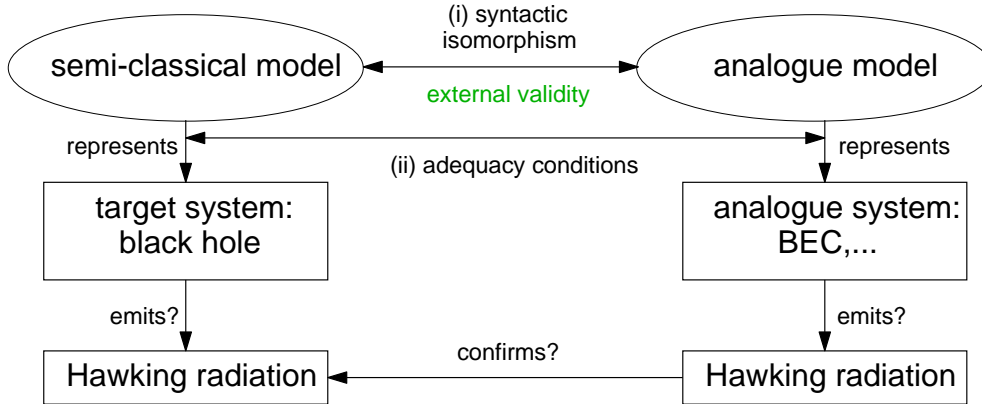 (i) syntactic
isomorphism
semi-classical model
analogue model
external validity
represents
represents
(ii) adequacy conditions
target system:
black hole
analogue system:
BEC,...
emits?
emits?
confirms?
Hawking radiation
Hawking radiation